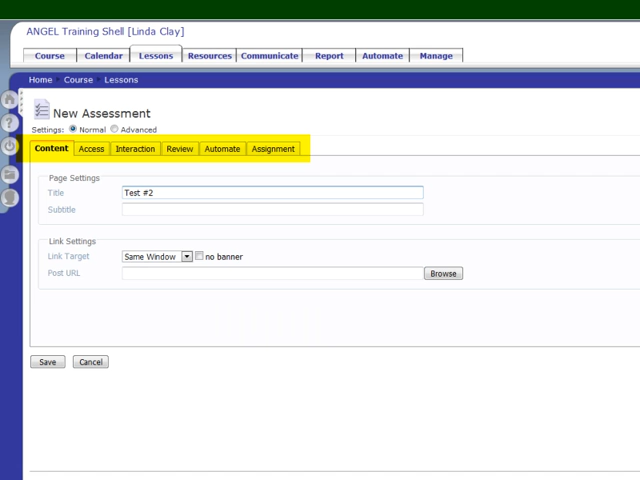 ANGEL Training Shell [Linda Clay]
Course Calendar Lessons Resources Communicate Report Automate Manage
Home Course Lessons
New Assessment
Settings: Normal Advanced
Content Access Interaction Review Automate Assignment
Page Settings
Title Test #2
Subtitle
Link Settings
Link Target Same Window no banner
Post URL Browse
Save Cancel